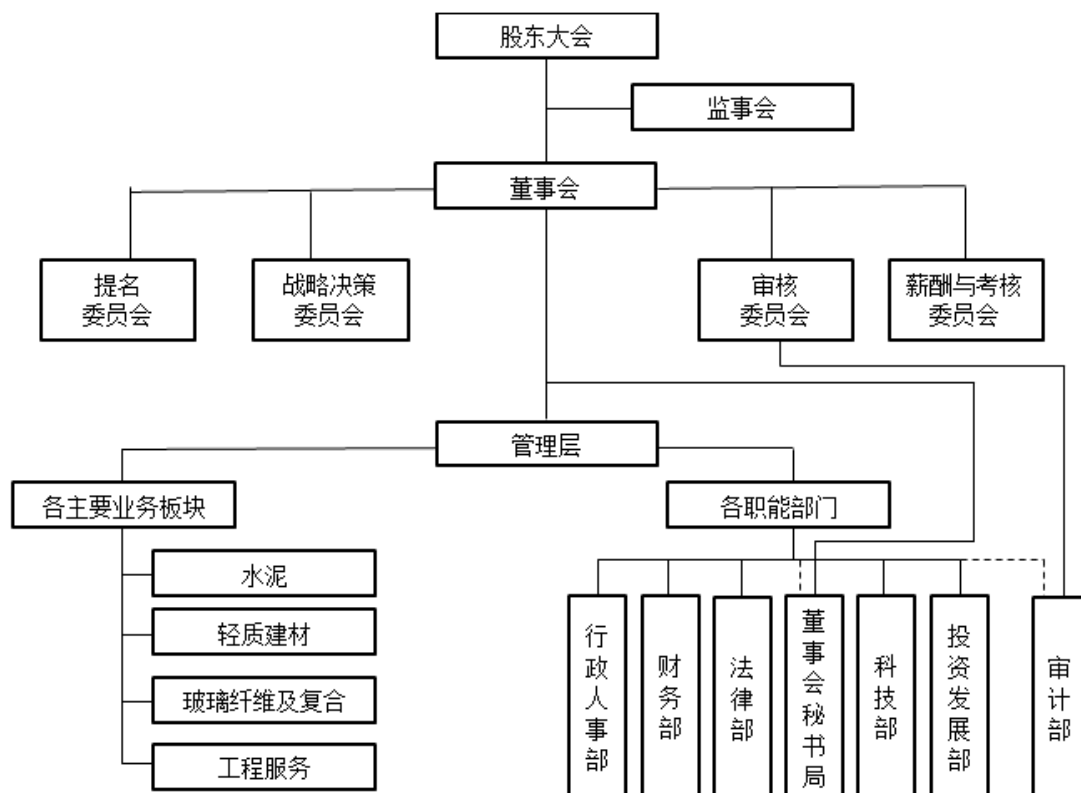 股东大会
监事会
董事会
提名
委员会
战略决策
委员会
审核
委员会
薪酬与考核
委员会
管理层
各主要业务板块
各职能部门
水泥
轻质建材
玻璃纤维及复合
工程服务
行政人事部
财务部
法律部
董事会秘书局
科技部
投资发展部
审计部